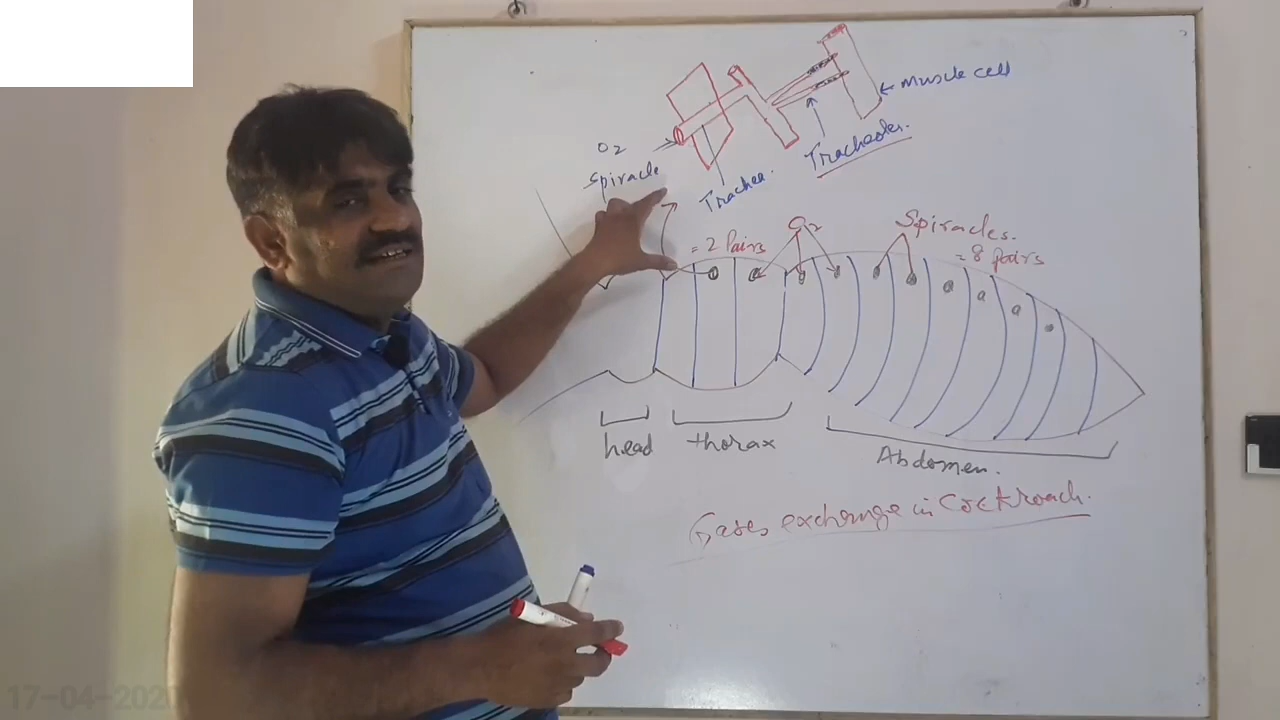 ← Muscle cell
O2
Spiracle
Trachea.
Tracheoles.
= 2 Pairs
O2
Spiracles.
= 8 pairs
head
thorax
Abdomen.
Gases exchange in Cockroach.